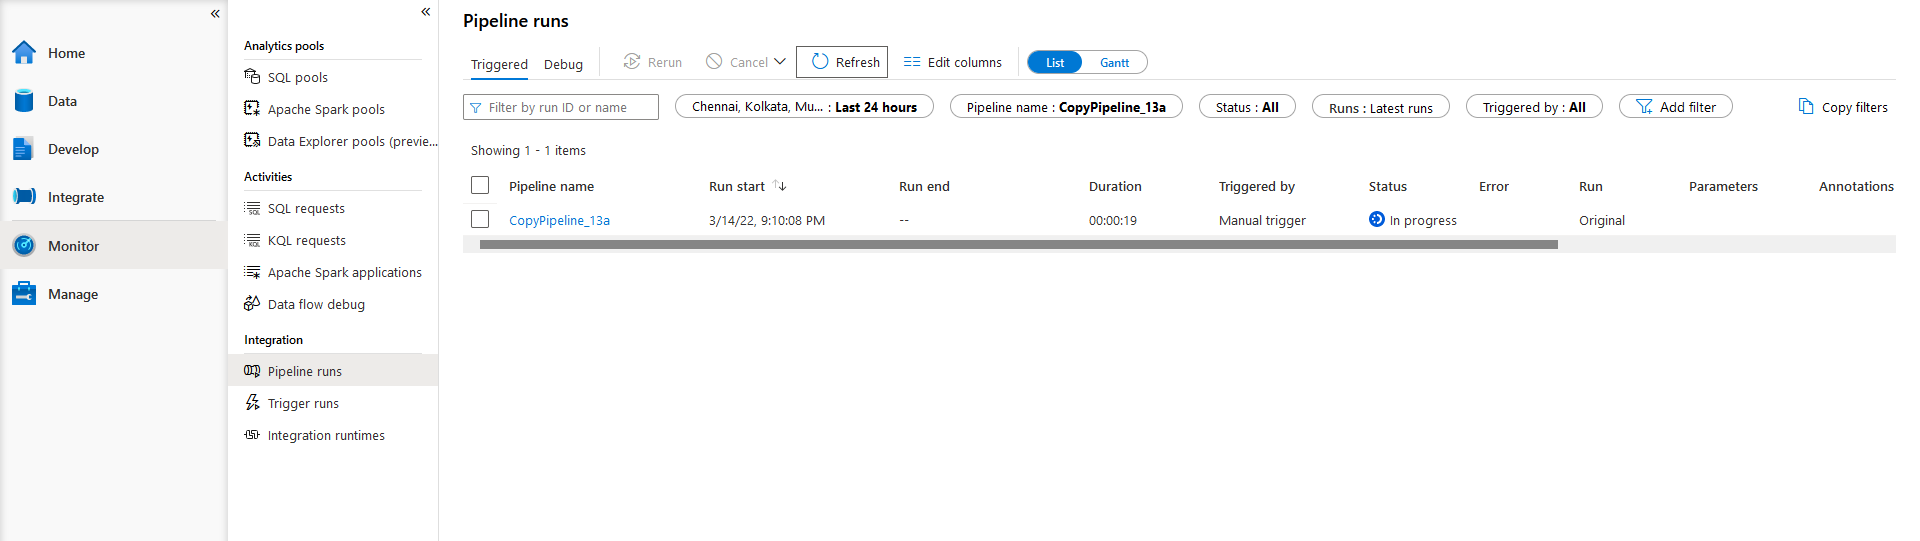 «
Home
Data
Develop
Integrate
Monitor
Manage
«
Analytics pools
SQL pools
Apache Spark pools
Data Explorer pools (previe...
Activities
SQL requests
KQL requests
Apache Spark applications
Data flow debug
Integration
Pipeline runs
Trigger runs
Integration runtimes
Pipeline runs
Triggered Debug Rerun Cancel Refresh Edit columns List Gantt
Filter by run ID or name Chennai, Kolkata, Mu... : Last 24 hours Pipeline name : CopyPipeline_13a Status : All Runs : Latest runs Triggered by : All Add filter Copy filters
Showing 1 - 1 items
Pipeline name Run start ↑↓ Run end Duration Triggered by Status Error Run Parameters Annotations
CopyPipeline_13a 3/14/22, 9:10:08 PM -- 00:00:19 Manual trigger In progress Original